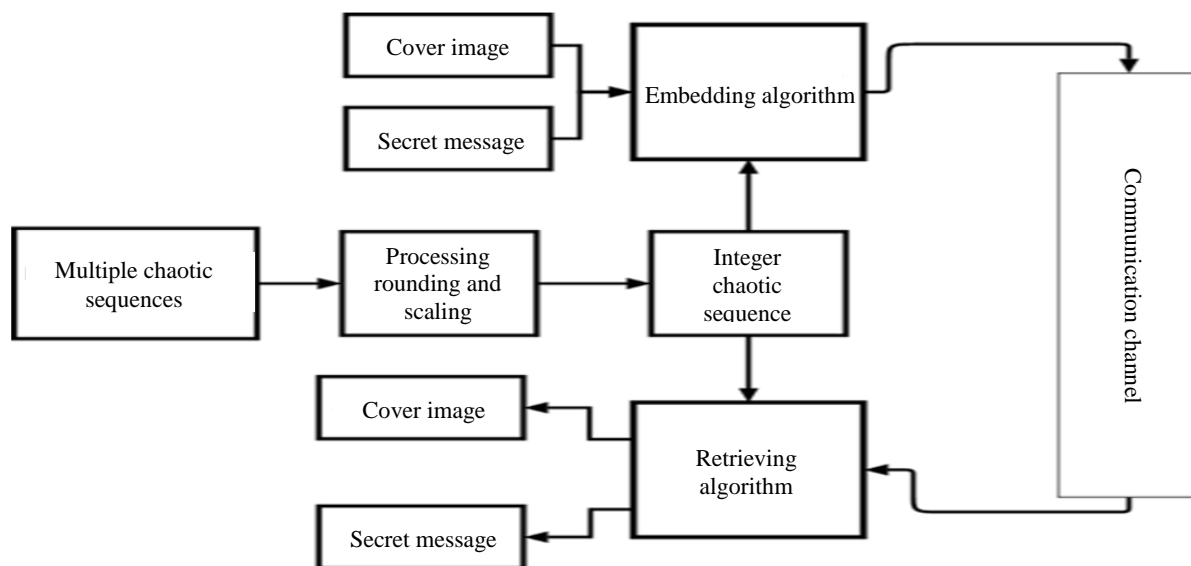 Cover image
Embedding algorithm
Secret message
Communication channel
Multiple chaotic
sequences
Processing
rounding and
scaling
Integer
chaotic
sequence
Cover image
Retrieving
algorithm
Secret message